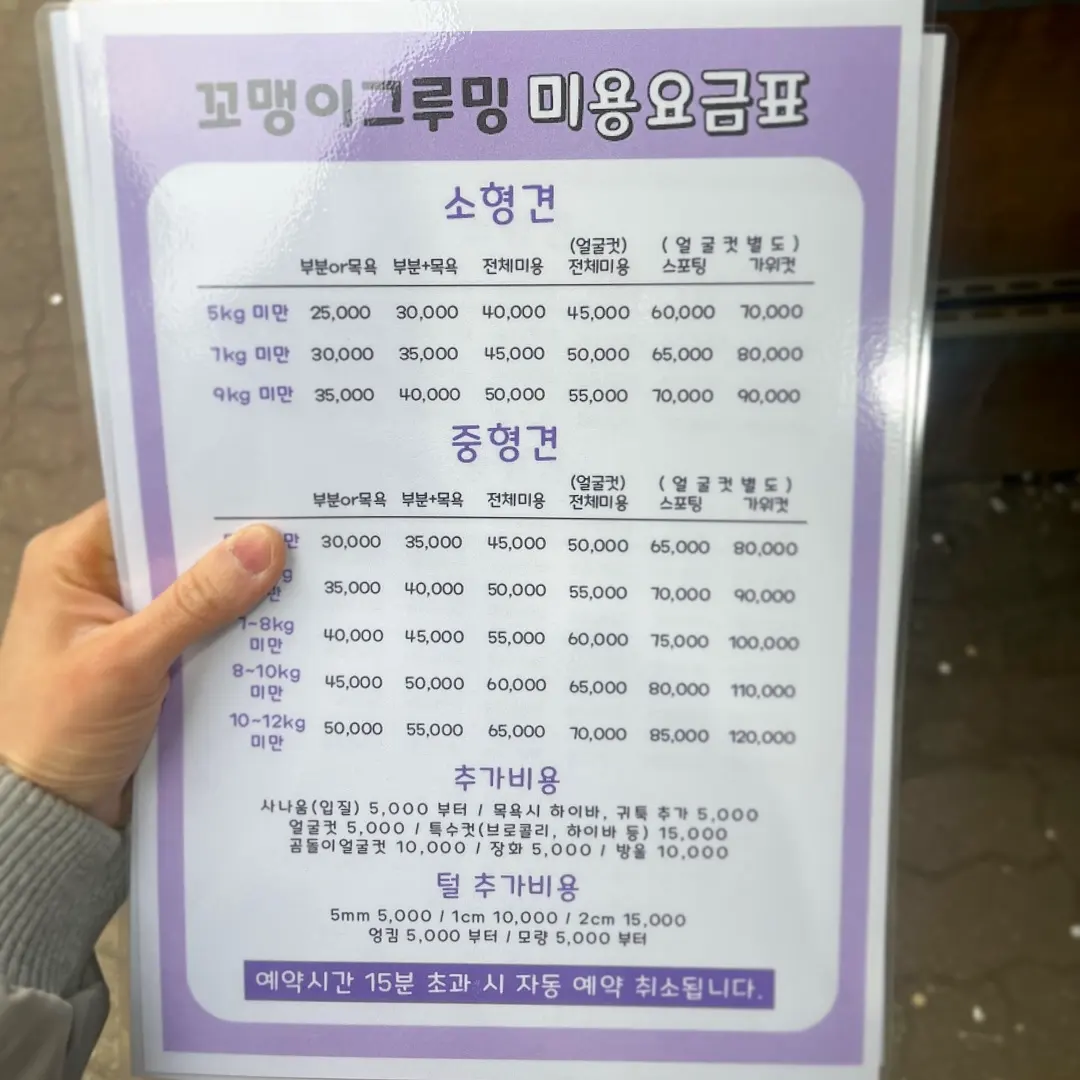 꼬맹이그루밍 미용요금표
소형견
부분or목욕 부분+목욕 전체미용 (얼굴컷) 전체미용 (얼굴컷별도) 스포팅 가위컷
5kg 미만 25,000 30,000 40,000 45,000 60,000 70,000
7kg 미만 30,000 35,000 45,000 50,000 65,000 80,000
9kg 미만 35,000 40,000 50,000 55,000 70,000 90,000
중형견
부분or목욕 부분+목욕 전체미용 (얼굴컷) 전체미용 (얼굴컷별도) 스포팅 가위컷
30,000 35,000 45,000 50,000 65,000 80,000
35,000 40,000 50,000 55,000 70,000 90,000
7~8kg 미만 40,000 45,000 55,000 60,000 75,000 100,000
8~10kg 미만 45,000 50,000 60,000 65,000 80,000 110,000
10~12kg 미만 50,000 55,000 65,000 70,000 85,000 120,000
추가비용
사나움(입질) 5,000 부터 / 목욕시 하이바, 귀툭 추가 5,000
얼굴컷 5,000 / 특수컷(브로콜리, 하이바 등) 15,000
곰돌이얼굴컷 10,000 / 장화 5,000 / 방울 10,000
털 추가비용
5mm 5,000 / 1cm 10,000 / 2cm 15,000
엉킴 5,000 부터 / 모량 5,000 부터
예약시간 15분 초과 시 자동 예약 취소됩니다.